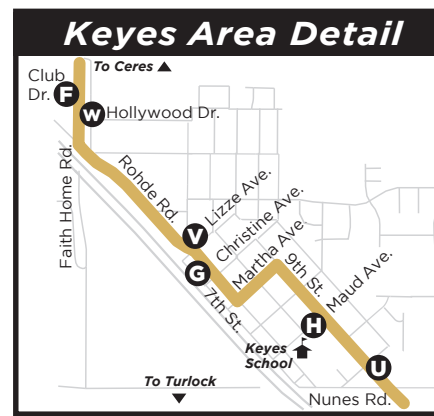 Keyes Area Detail
To Ceres
Club
Dr.
F
W
Hollywood Dr.
Faith Home Rd.
Rohde Rd.
V
Lizze Ave.
Christine Ave.
G
Martha Ave
7th St.
9th St.
Maud Ave.
H
Keyes
School
U
To Turlock
Nunes Rd.